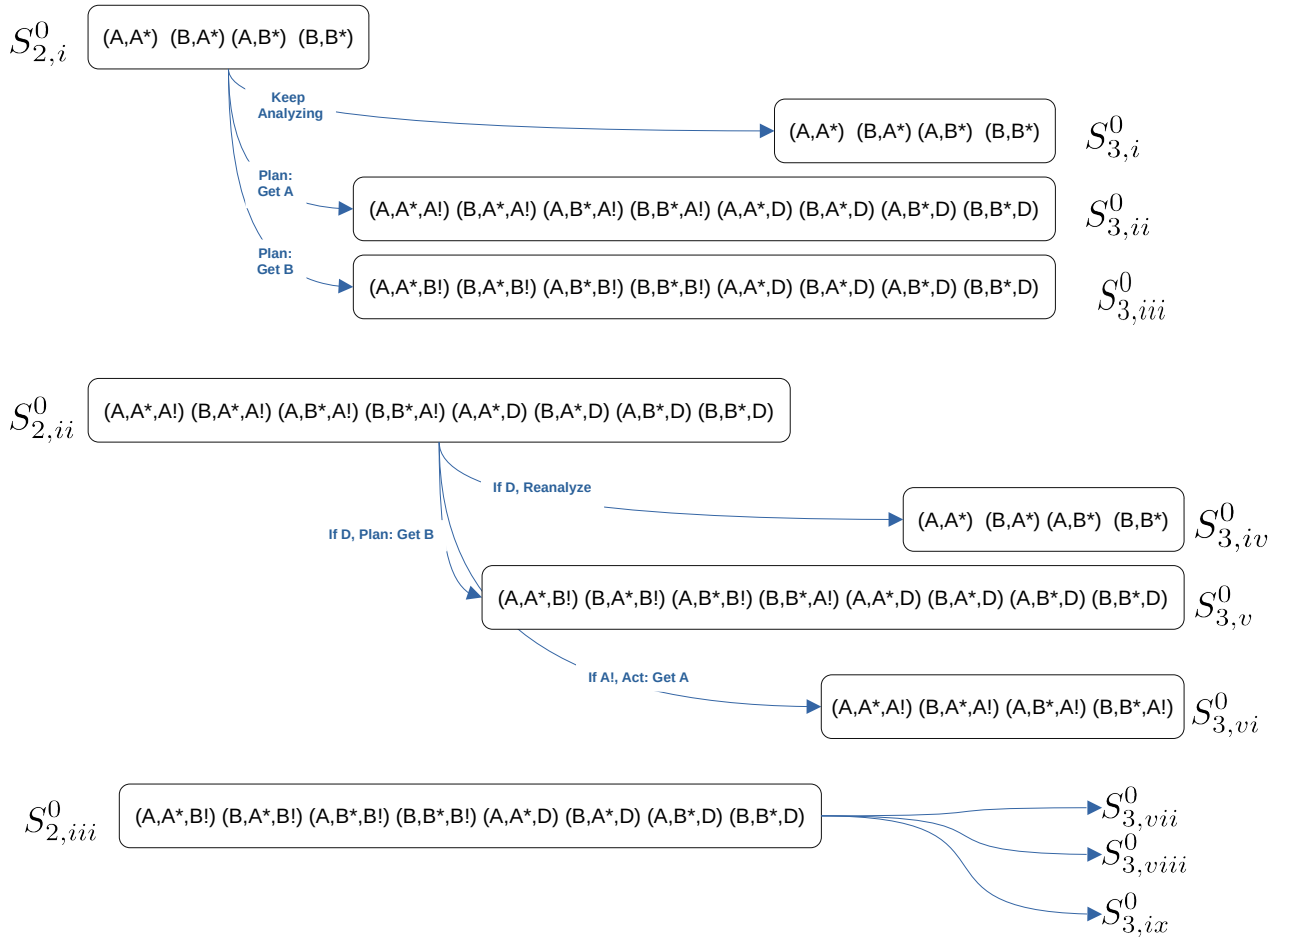 S⁰₂,ᵢ (A,A*) (B,A*) (A,B*) (B,B*)
Keep
Analyzing
(A,A*) (B,A*) (A,B*) (B,B*) S^0_{3,i}
Plan:
Get A
(A,A*,A!) (B,A*,A!) (A,B*,A!) (B,B*,A!) (A,A*,D) (B,A*,D) (A,B*,D) (B,B*,D) S^0_{3,ii}
Plan:
Get B
(A,A*,B!) (B,A*,B!) (A,B*,B!) (B,B*,B!) (A,A*,D) (B,A*,D) (A,B*,D) (B,B*,D) S^0_{3,iii}
S^0_{2,ii} (A,A*,A!) (B,A*,A!) (A,B*,A!) (B,B*,A!) (A,A*,D) (B,A*,D) (A,B*,D) (B,B*,D)
If D, Reanalyze
(A,A*) (B,A*) (A,B*) (B,B*) S^0_{3,iv}
If D, Plan: Get B
(A,A*,B!) (B,A*,B!) (A,B*,B!) (B,B*,A!) (A,A*,D) (B,A*,D) (A,B*,D) (B,B*,D) S^0_{3,v}
If A!, Act: Get A
(A,A*,A!) (B,A*,A!) (A,B*,A!) (B,B*,A!) S^0_{3,vi}
S^0_{2,iii} (A,A*,B!) (B,A*,B!) (A,B*,B!) (B,B*,B!) (A,A*,D) (B,A*,D) (A,B*,D) (B,B*,D)
S^0_{3,vii}
S^0_{3,viii}
S^0_{3,ix}